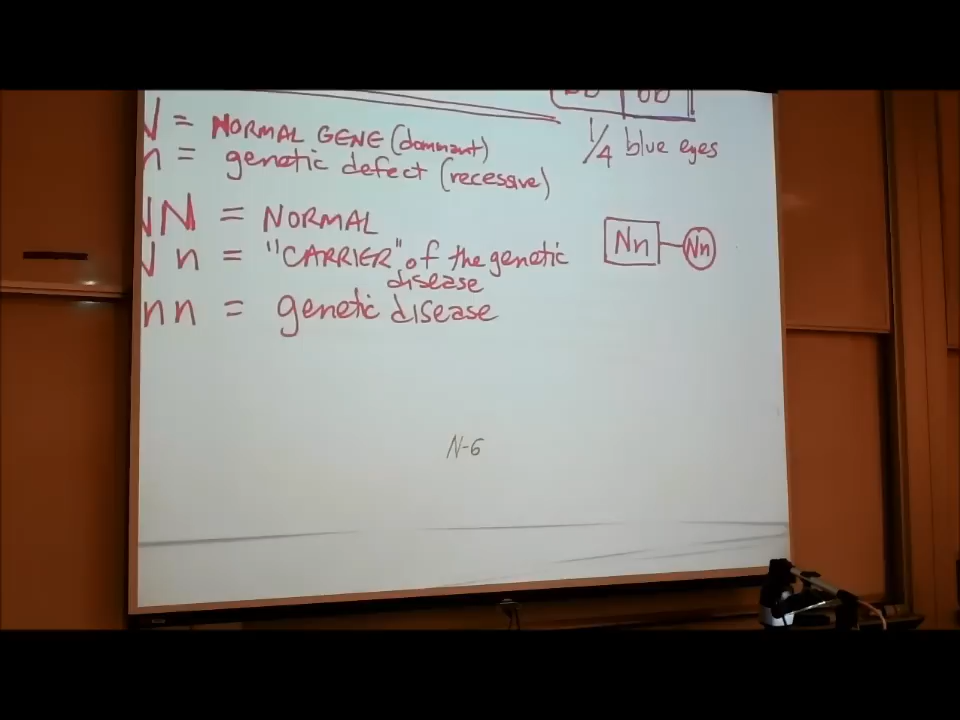 N = NORMAL GENE (dominant)
n = genetic defect (recessive)
1/4 blue eyes
NN = NORMAL
Nn = "CARRIER" of the genetic
disease
Nn Nn
nn = genetic disease
N-6